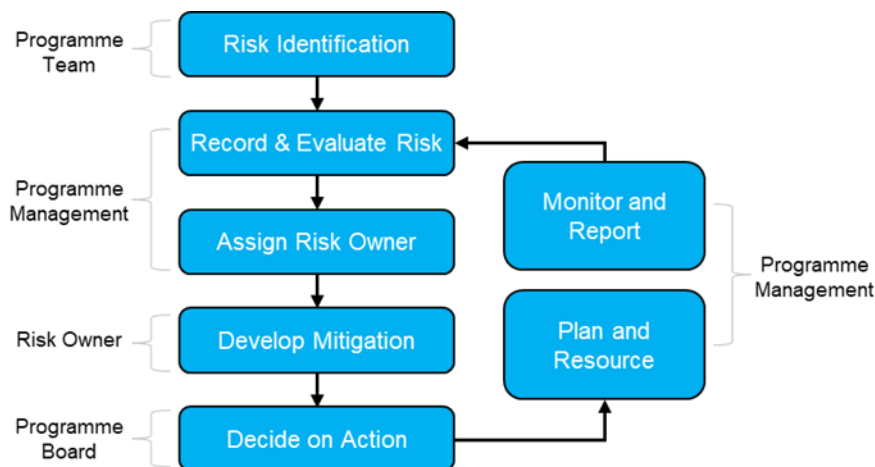 Programme
Team
Risk Identification
Programme
Management
Record & Evaluate Risk
Assign Risk Owner
Risk Owner
Develop Mitigation
Programme
Board
Decide on Action
Monitor and
Report
Plan and
Resource
Programme
Management